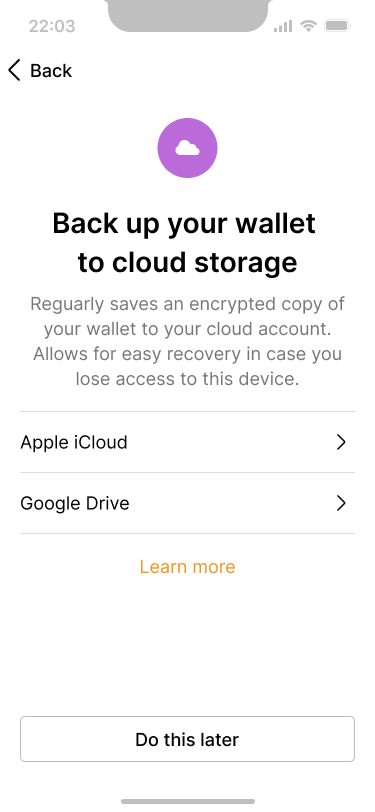 22:03
Back
Back up your wallet
to cloud storage
Reguarly saves an encrypted copy of
your wallet to your cloud account.
Allows for easy recovery in case you
lose access to this device.
Apple iCloud
Google Drive
Learn more
Do this later